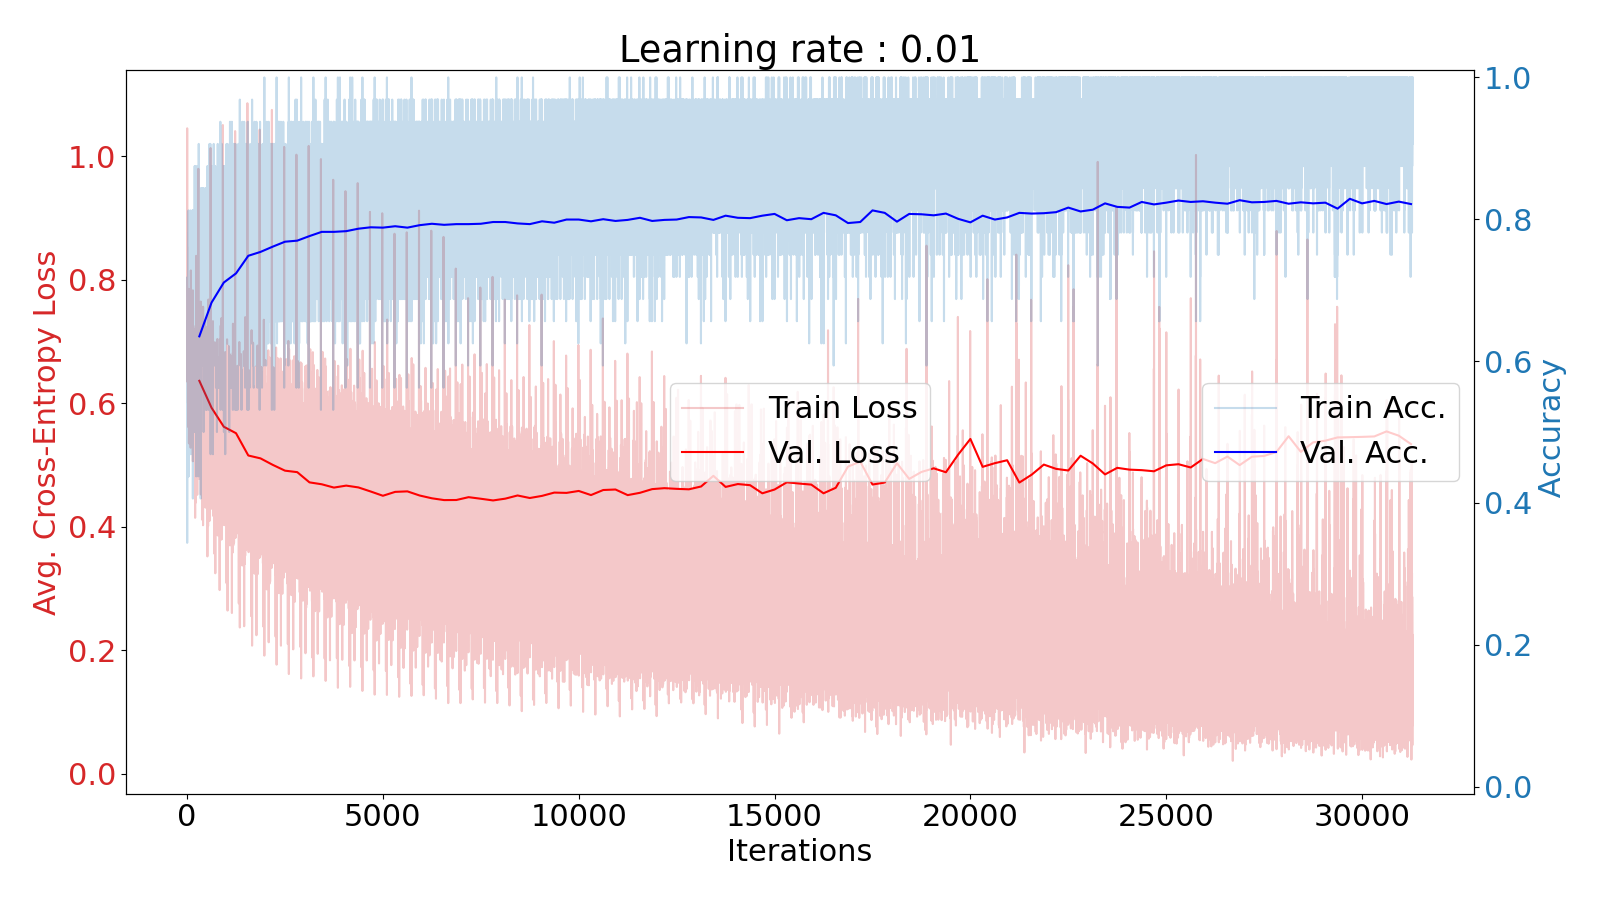 Learning rate : 0.01
Avg. Cross-Entropy Loss
1.0
0.8
0.6
0.4
0.2
0.0
Train Loss
Val. Loss
Train Acc.
Val. Acc.
1.0
0.8
0.6
0.4
0.2
0.0
Accuracy
0 5000 10000 15000 20000 25000 30000
Iterations